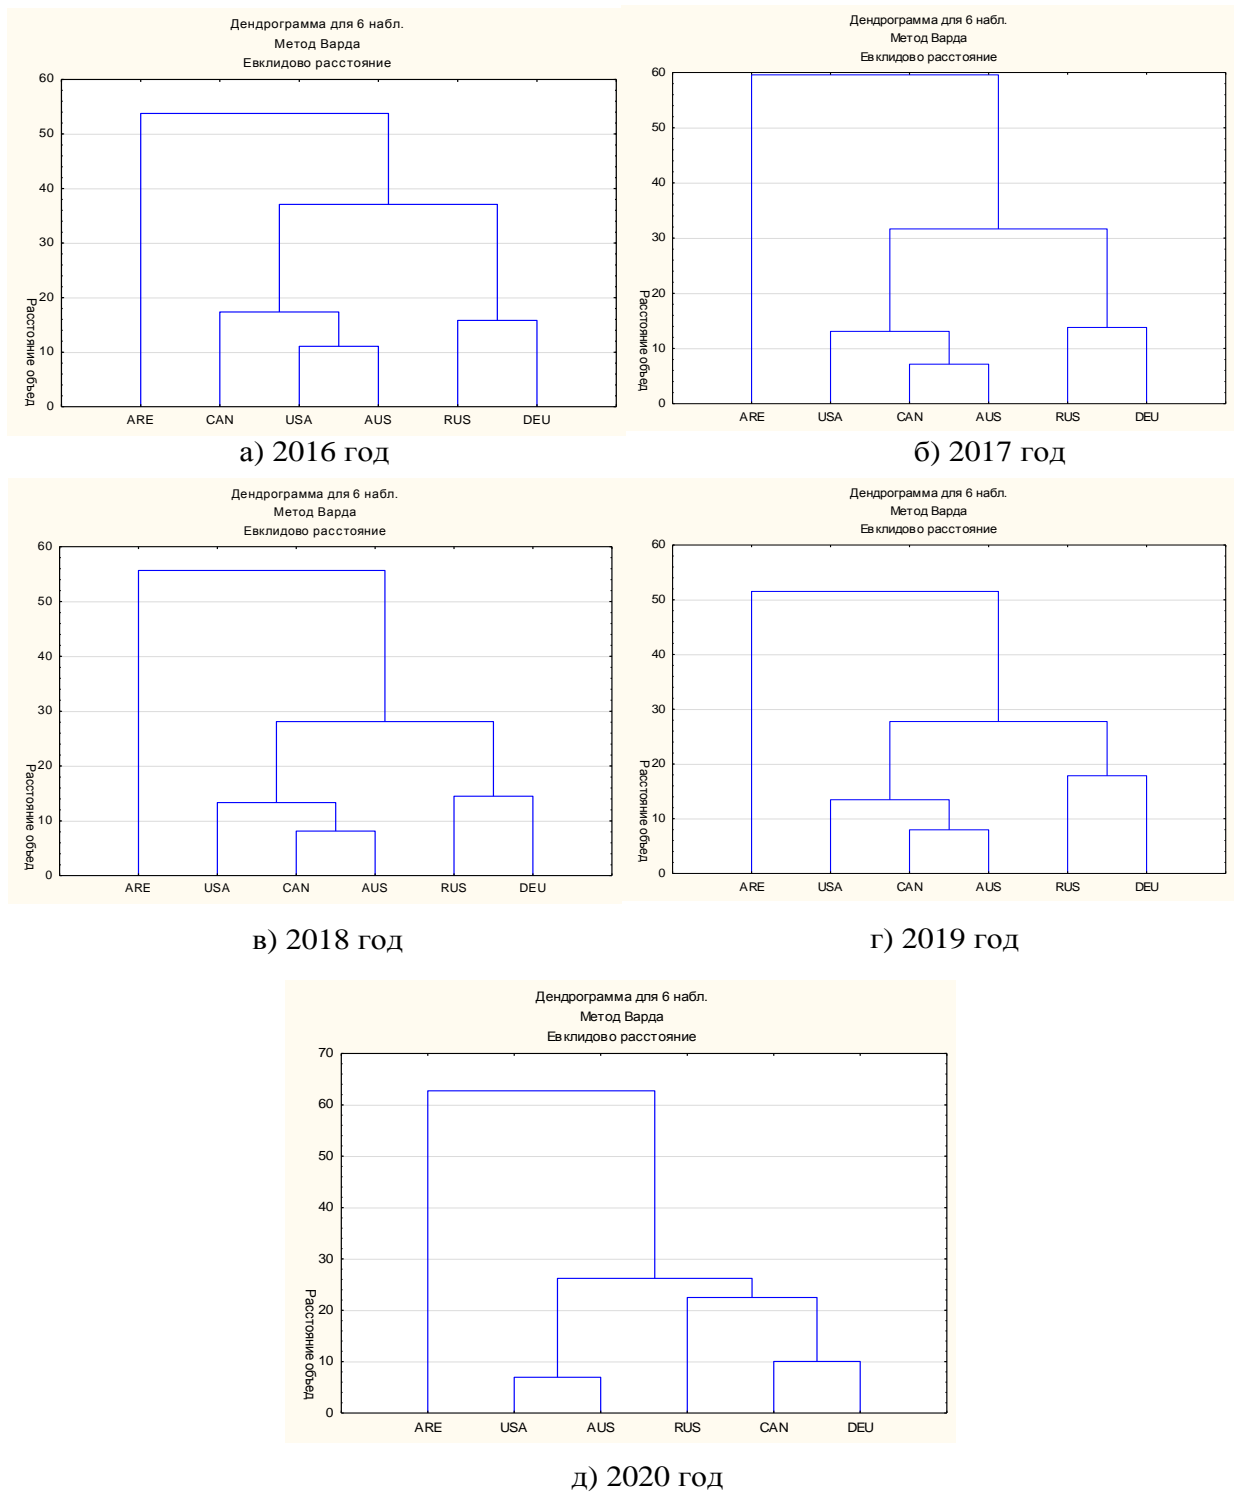 Дендрограмма для 6 набл.
Метод Варда
Евклидово расстояние
60
50
40
30
20
10
0
Расстояние объед
ARE CAN USA AUS RUS DEU
а) 2016 год
Дендрограмма для 6 набл.
Метод Варда
Евклидово расстояние
60
50
40
30
20
10
0
Расстояние объед
ARE USA CAN AUS RUS DEU
б) 2017 год
Дендрограмма для 6 набл.
Метод Варда
Евклидово расстояние
60
50
40
30
20
10
0
Расстояние объед
ARE USA CAN AUS RUS DEU
в) 2018 год
Дендрограмма для 6 набл.
Метод Варда
Евклидово расстояние
60
50
40
30
20
10
0
Расстояние объед
ARE USA CAN AUS RUS DEU
г) 2019 год
Дендрограмма для 6 набл.
Метод Варда
Евклидово расстояние
70
60
50
40
30
20
10
0
Расстояние объед
ARE USA AUS RUS CAN DEU
д) 2020 год